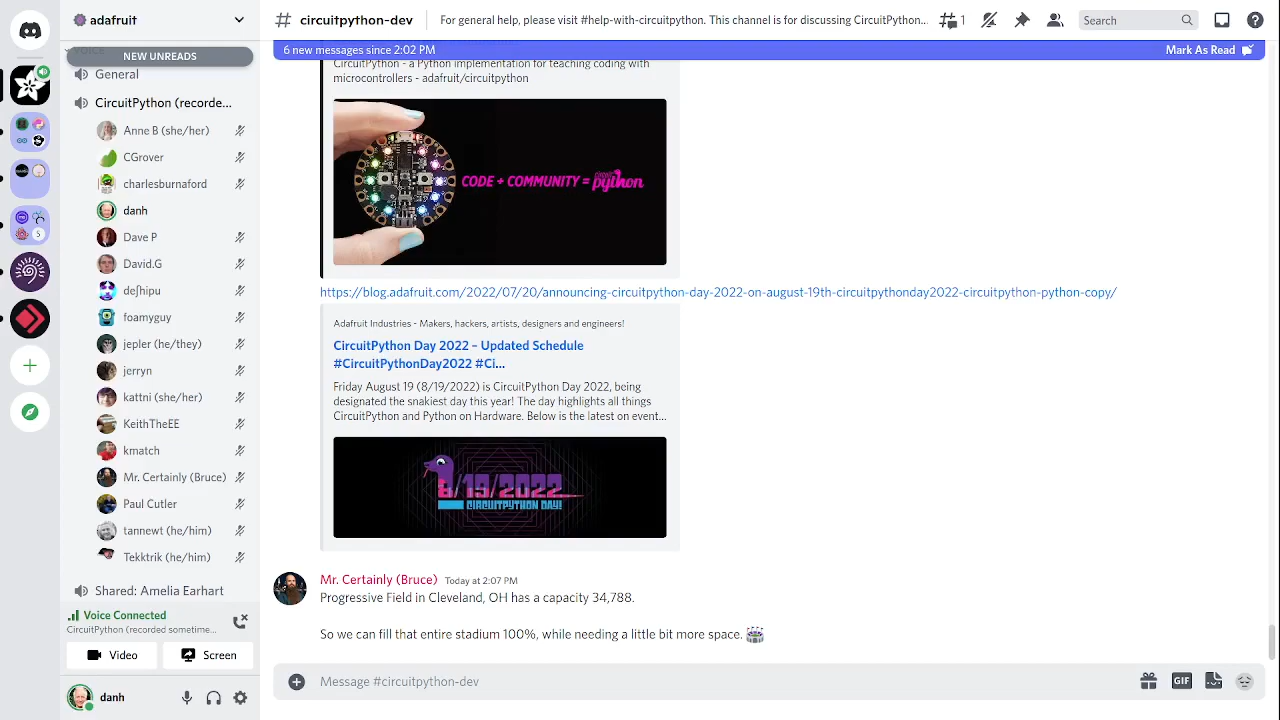 adafruit
circuitpython-dev
For general help, please visit #help-with-circuitpython. This channel is for discussing CircuitPython...
1
Search
6 new messages since 2:02 PM
Mark As Read
VOICE
NEW UNREADS
General
CircuitPython (recorde...
Anne B (she/her)
CGrover
charlesburnaford
danh
Dave P
David.G
deʃhipu
foamyguy
jepler (he/they)
jerryn
kattni (she/her)
KeithTheEE
kmatch
Mr. Certainly (Bruce)
Paul Cutler
tannewt (he/him)
Tekktrik (he/him)
Shared: Amelia Earhart
Voice Connected
CircuitPython (recorded sometime...
Video
Screen
danh
CircuitPython - a Python implementation for teaching coding with
microcontrollers - adafruit/circuitpython
CODE + COMMUNITY = circuit python
https://blog.adafruit.com/2022/07/20/announcing-circuitpython-day-2022-on-august-19th-circuitpythonday2022-circuitpython-python-copy/
Adafruit Industries - Makers, hackers, artists, designers and engineers!
CircuitPython Day 2022 – Updated Schedule
#CircuitPythonDay2022 #Ci...
Friday August 19 (8/19/2022) is CircuitPython Day 2022, being
designated the snakiest day this year! The day highlights all things
CircuitPython and Python on Hardware. Below is the latest on event...
8/19/2022
CIRCUITPYTHON DAY!
Mr. Certainly (Bruce) Today at 2:07 PM
Progressive Field in Cleveland, OH has a capacity 34,788.
So we can fill that entire stadium 100%, while needing a little bit more space.
Message #circuitpython-dev
GIF